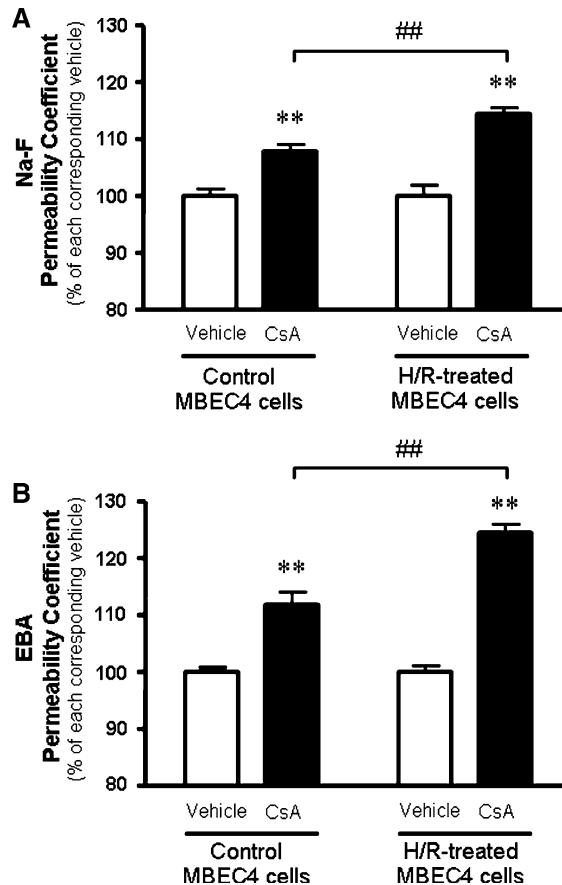 A
Na-F
Permeability Coefficient
(% of each corresponding vehicle)
130
120
110
100
90
80
##
**
**
Vehicle CsA Vehicle CsA
Control H/R-treated
MBEC4 cells MBEC4 cells
B
EBA
Permeability Coefficient
(% of each corresponding vehicle)
130
120
110
100
90
80
##
**
**
Vehicle CsA Vehicle CsA
Control H/R-treated
MBEC4 cells MBEC4 cells